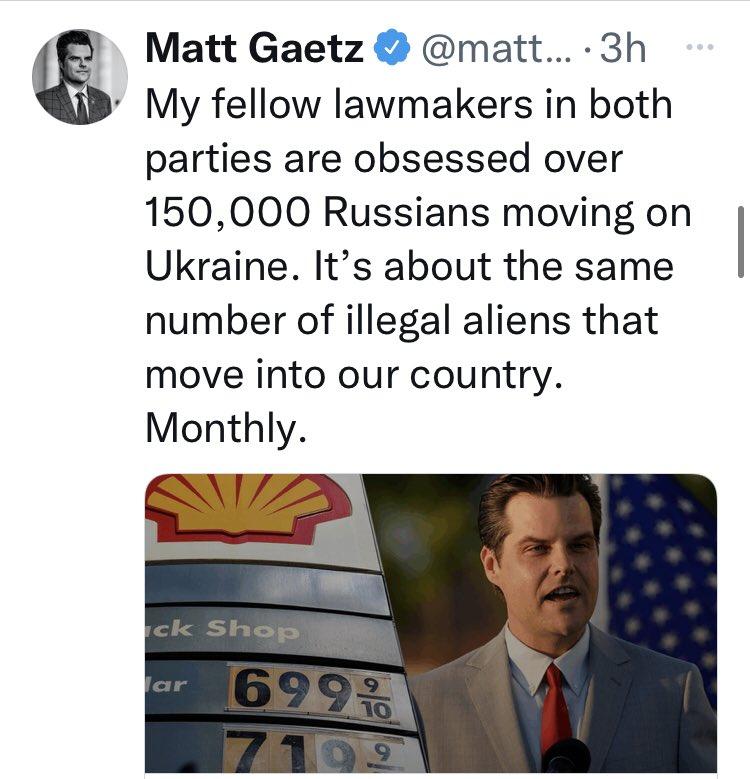 Matt Gaetz @matt... · 3h
My fellow lawmakers in both
parties are obsessed over
150,000 Russians moving on
Ukraine. It’s about the same
number of illegal aliens that
move into our country.
Monthly.
ck Shop
lar
699 9/10
719 9